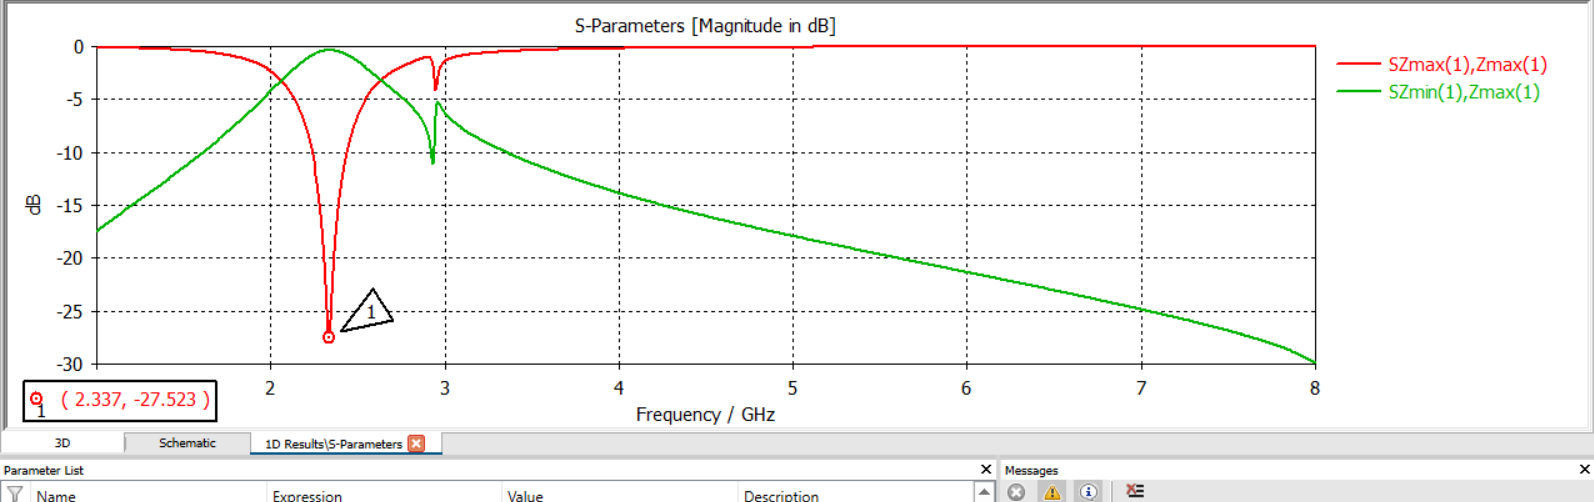 S-Parameters [Magnitude in dB]
0
-5
-10
-15
-20
-25
-30
dB
SZmax(1),Zmax(1)
SZmin(1),Zmax(1)
1
2
3
4
5
6
7
8
1 ( 2.337, -27.523 )
Frequency / GHz
3D
Schematic
1D Results\S-Parameters
Parameter List
Messages
Name
Expression
Value
Description